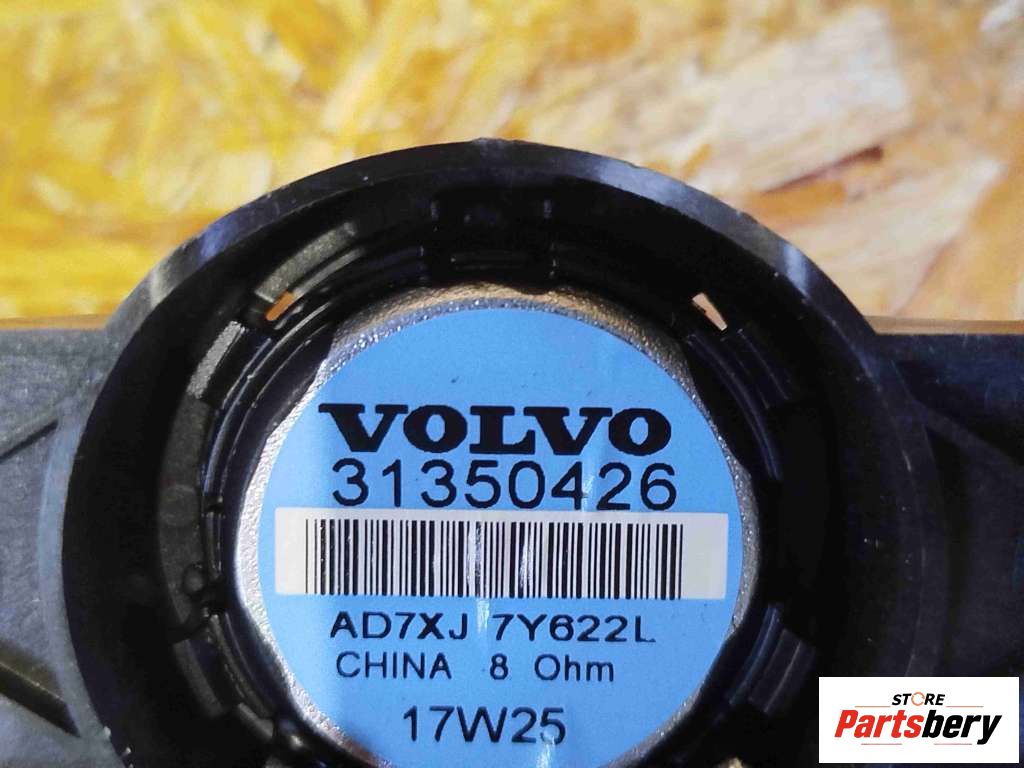 VOLVO
31350426
AD7XJ 7Y622L
CHINA 8 Ohm
17W25
STORE
Partsbery